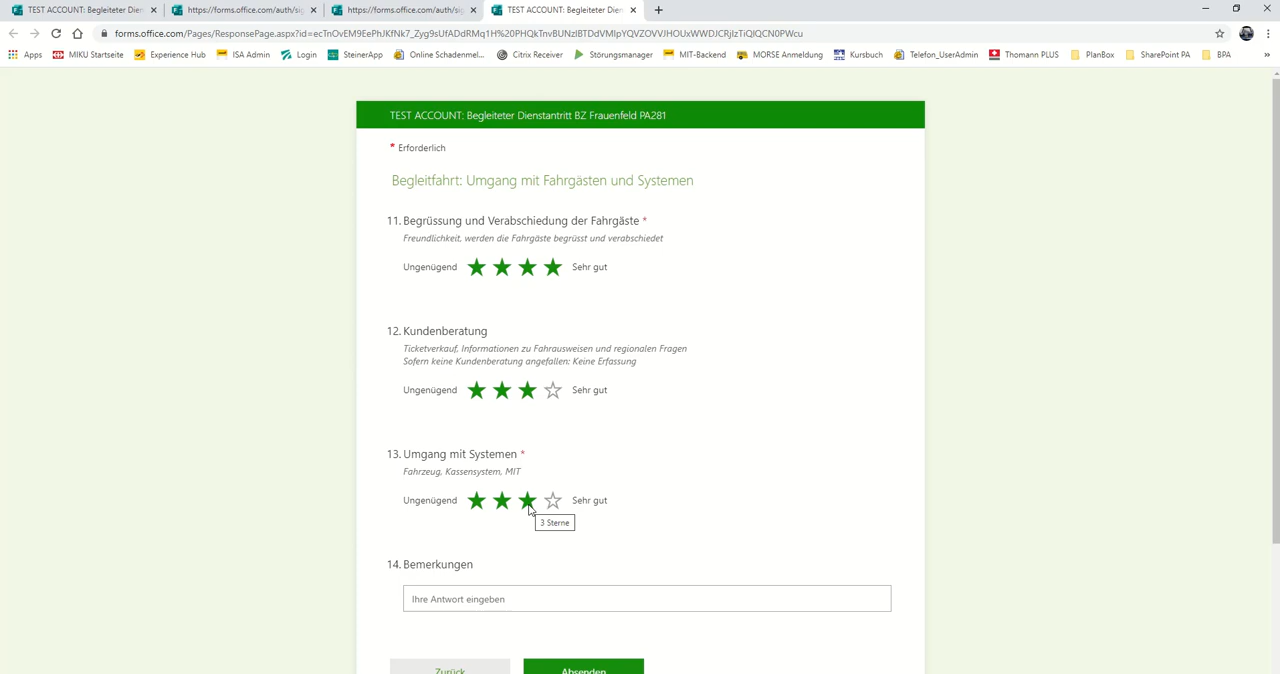 TEST ACCOUNT: Begleiteter Dien
https://forms.office.com/auth/sig
https://forms.office.com/auth/sig
TEST ACCOUNT: Begleiteter Dien
forms.office.com/Pages/ResponsePage.aspx?id=
Apps MIKU Startseite Experience Hub ISA Admin Login SteinerApp Online Schadenmel... Citrix Receiver Störungsmanager MIT-Backend MORSE Anmeldung Kursbuch Telefon_UserAdmin Thomann PLUS PlanBox SharePoint PA BPA »
TEST ACCOUNT: Begleiteter Dienstantritt BZ Frauenfeld PA281
* Erforderlich
Begleitfahrt: Umgang mit Fahrgästen und Systemen
11. Begrüssung und Verabschiedung der Fahrgäste *
Freundlichkeit, werden die Fahrgäste begrüsst und verabschiedet
Ungenügend Sehr gut
12. Kundenberatung
Ticketverkauf, Informationen zu Fahrausweisen und regionalen Fragen
Sofern keine Kundenberatung angefallen: Keine Erfassung
Ungenügend Sehr gut
13. Umgang mit Systemen *
Fahrzeug, Kassensystem, MIT
Ungenügend Sehr gut
3 Sterne
14. Bemerkungen
Ihre Antwort eingeben
Zurück Absenden